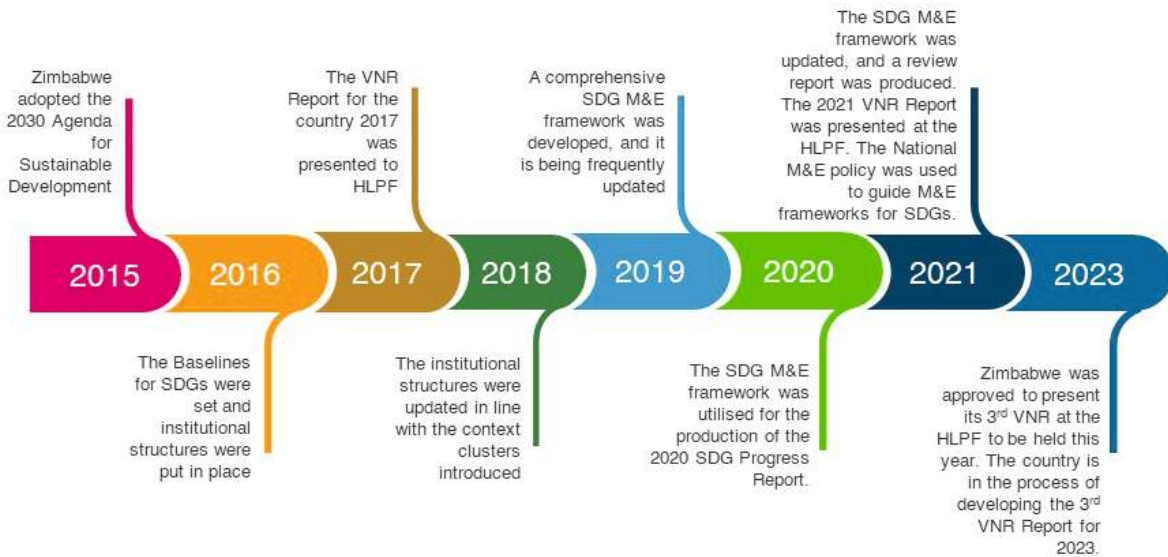 Zimbabwe
adopted the
2030 Agenda
for
Sustainable
Development
The VNR
Report for the
country 2017
was
presented to
HLPF
A comprehensive
SDG M&E
framework was
developed, and it
is being frequently
updated
The SDG M&E
framework was
updated, and a review
report was produced.
The 2021 VNR Report
was presented at the
HLPF. The National
M&E policy was used
to guide M&E
frameworks for SDGs.
2015
2016
2017
2018
2019
2020
2021
2023
The Baselines
for SDGs were
set and
institutional
structures were
put in place
The institutional
structures were
updated in line
with the context
clusters
introduced
The SDG M&E
framework was
utilised for the
production of the
2020 SDG Progress
Report.
Zimbabwe was
approved to present
its 3rd VNR at the
HLPF to be held this
year. The country is
in the process of
developing the 3rd
VNR Report for
2023.